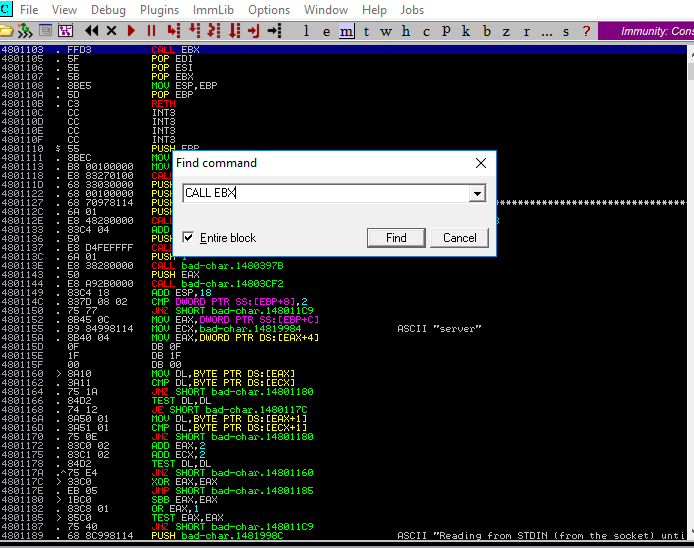 C File View Debug Plugins ImmLib Options Window Help Jobs
l e m t w h c p k b z r ... s ? Immunity: Cons
4801103 . FFD3 CALL EBX
4801105 . 5F POP EDI
4801106 . 5E POP ESI
4801107 . 5B POP EBX
4801108 . 8BE5 MOV ESP,EBP
480110A . 5D POP EBP
480110B . C3 RETN
480110C CC INT3
480110D CC INT3
480110E CC INT3
480110F CC INT3
4801110 $ 55 PUSH EBP
4801111 . 8BEC MOV
4801113 . B8 00100000 MOV
4801118 . E8 83270100 CALL
480111D . 68 33030000 PUSH
4801122 . 68 00100000 PUSH
4801127 . 68 70978114 PUSH
480112C . 6A 01 PUSH
480112E . E8 48280000 CALL
4801133 . 83C4 04 ADD
4801136 . 50 PUSH
4801137 . E8 D4FEFFFF CALL
480113C . 6A 01 PUSH 1
480113E . E8 38280000 CALL bad-char.1480397B
4801143 . 50 PUSH EAX
4801144 . E8 A92B0000 CALL bad-char.14803CF2
4801149 . 83C4 18 ADD ESP,18
480114C . 837D 08 02 CMP DWORD PTR SS:[EBP+8],2
4801150 . 75 77 JNZ SHORT bad-char.148011C9
4801152 . 8B45 0C MOV EAX,DWORD PTR SS:[EBP+C]
4801155 . B9 84998114 MOV ECX,bad-char.14819984 ASCII "server"
480115A . 8B40 04 MOV EAX,DWORD PTR DS:[EAX+4]
480115D 0F DB 0F
480115E 1F DB 1F
480115F 00 DB 00
4801160 > 8A10 MOV DL,BYTE PTR DS:[EAX]
4801162 . 3A11 CMP DL,BYTE PTR DS:[ECX]
4801164 . 75 1A JNZ SHORT bad-char.14801180
4801166 . 84D2 TEST DL,DL
4801168 . 74 12 JE SHORT bad-char.1480117C
480116A . 8A50 01 MOV DL,BYTE PTR DS:[EAX+1]
480116D . 3A51 01 CMP DL,BYTE PTR DS:[ECX+1]
4801170 . 75 0E JNZ SHORT bad-char.14801180
4801172 . 83C0 02 ADD EAX,2
4801175 . 83C1 02 ADD ECX,2
4801178 . 84D2 TEST DL,DL
480117A .^75 E4 JNZ SHORT bad-char.14801160
480117C > 33C0 XOR EAX,EAX
480117E . EB 05 JMP SHORT bad-char.14801185
4801180 > 1BC0 SBB EAX,EAX
4801182 . 83C8 01 OR EAX,1
4801185 > 85C0 TEST EAX,EAX
4801187 . 75 40 JNZ SHORT bad-char.148011C9
4801189 . 68 8C998114 PUSH bad-char.1481998C ASCII "Reading from STDIN (from the socket) unti
Find command
CALL EBX
Entire block
Find
Cancel